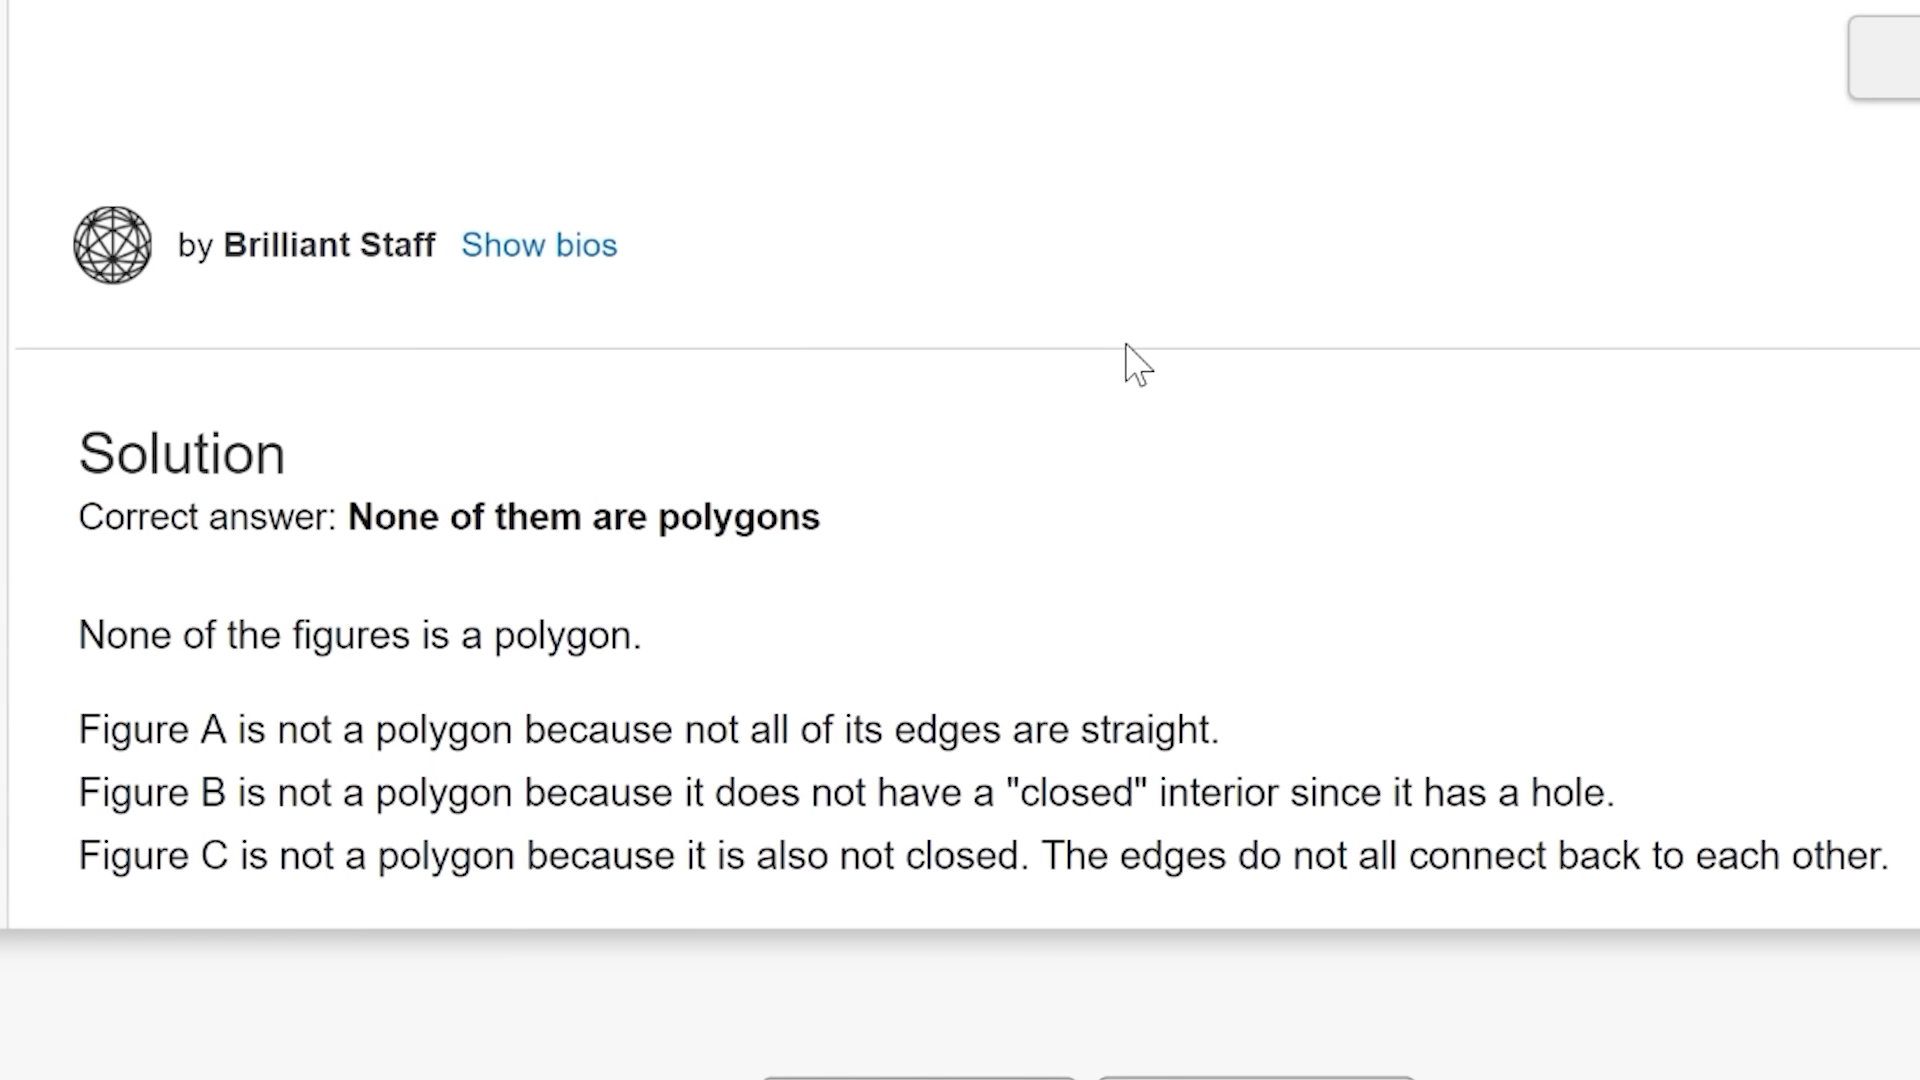 by Brilliant Staff Show bios
Solution
Correct answer: None of them are polygons
None of the figures is a polygon.
Figure A is not a polygon because not all of its edges are straight.
Figure B is not a polygon because it does not have a "closed" interior since it has a hole.
Figure C is not a polygon because it is also not closed. The edges do not all connect back to each other.